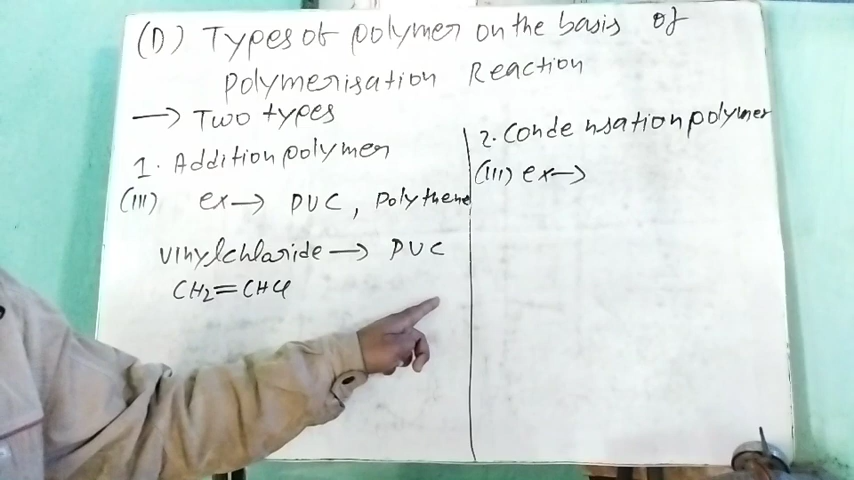 (D) Types of polymer on the basis of
polymerisation Reaction
→ Two types
1. Addition polymer
(III) ex→ PVC, polythene
vinylchlaride → PVC
CH₂=CHCl
2. Condensation polymer
(III) ex→